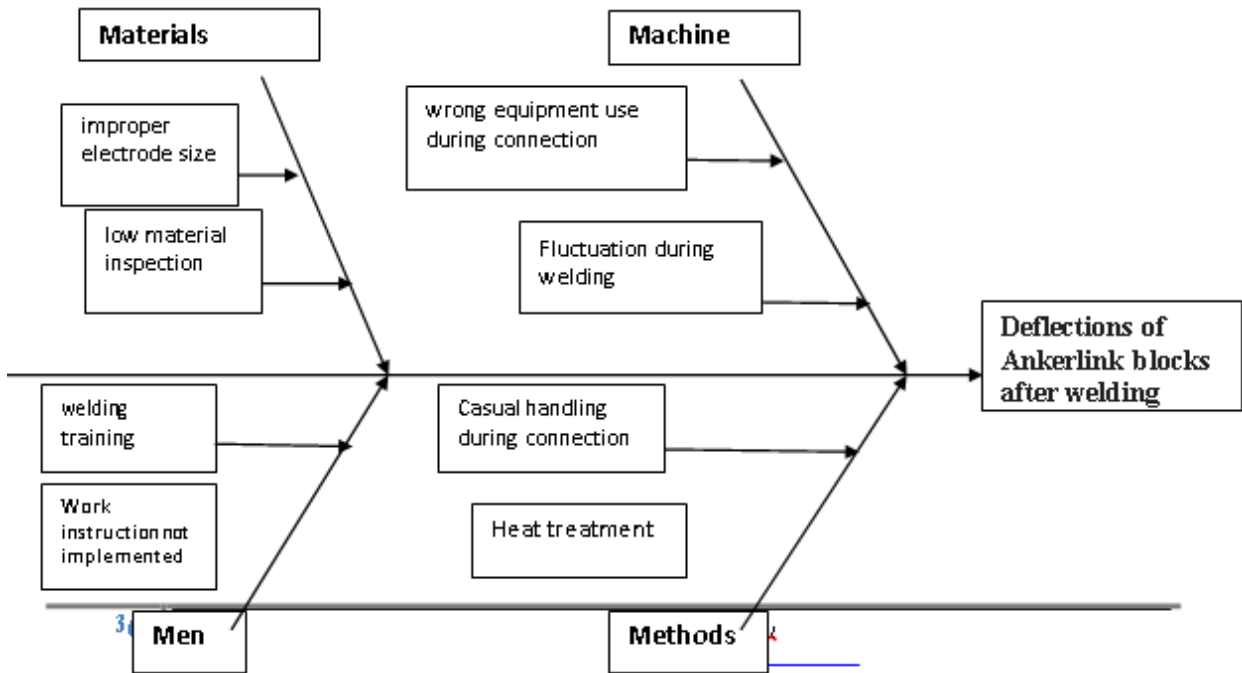 Materials
Machine
improper
electrode size
wrong equipment use
during connection
low material
inspection
Fluctuation during
welding
Deflections of
Ankerlink blocks
after welding
welding
training
Casual handling
during connection
Work
instruction not
implemented
Heat treatment
Men
Methods